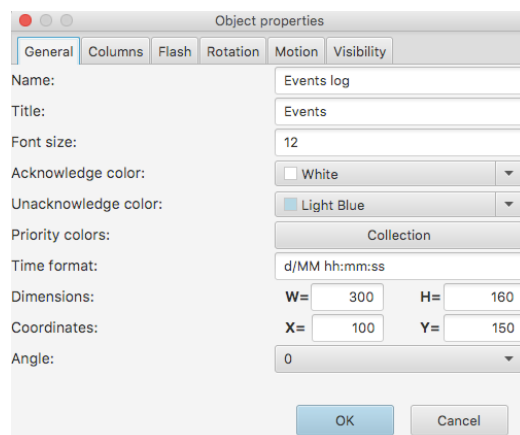 Object properties
General Columns Flash Rotation Motion Visibility
Name: Events log
Title: Events
Font size: 12
Acknowledge color: White
Unacknowledge color: Light Blue
Priority colors: Collection
Time format: d/MM hh:mm:ss
Dimensions: W= 300 H= 160
Coordinates: X= 100 Y= 150
Angle: 0
OK Cancel